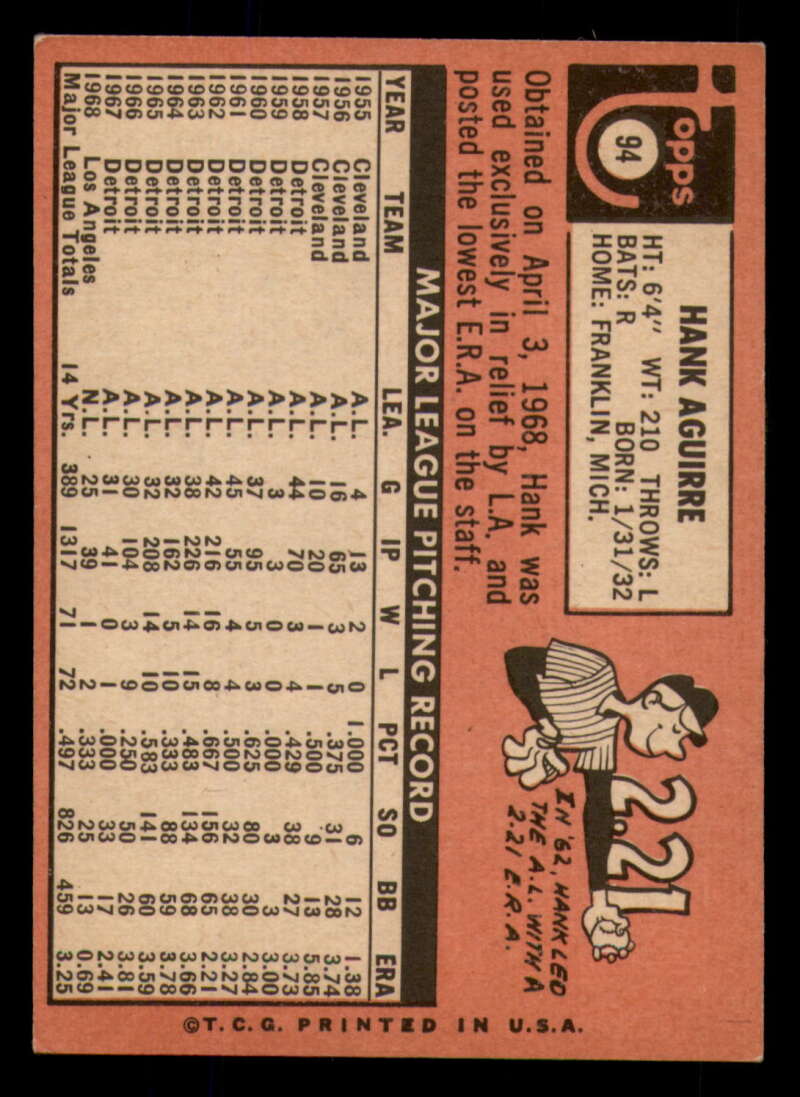 Topps
94
HANK AGUIRRE
HT: 6'4" WT: 210 THROWS: L
BATS: R BORN: 1/31/32
HOME: FRANKLIN, MICH.
Obtained on April 3, 1968, Hank was
used exclusively in relief by L.A. and
posted the lowest E.R.A. on the staff.
2.21
IN '62, HANK LED
THE A.L. WITH A
2.21 E.R.A.
MAJOR LEAGUE PITCHING RECORD
YEAR TEAM LEA. G IP W L PCT SO BB ERA
1955 Cleveland A.L. 4 13 2 0 1.000 6 12 1.38
1956 Cleveland A.L. 16 65 3 5 .375 31 28 3.74
1957 Cleveland A.L. 10 20 1 1 .500 9 13 5.85
1958 Detroit A.L. 44 70 3 4 .429 38 27 3.73
1959 Detroit A.L. 3 3 0 0 .000 3 3 3.00
1960 Detroit A.L. 37 95 5 3 .625 80 30 2.84
1961 Detroit A.L. 45 55 4 4 .500 32 38 3.27
1962 Detroit A.L. 42 216 16 8 .667 156 65 2.21
1963 Detroit A.L. 38 226 14 15 .483 134 68 3.66
1964 Detroit A.L. 32 162 5 10 .333 88 59 3.78
1965 Detroit A.L. 32 208 14 10 .583 141 60 3.59
1966 Detroit A.L. 30 104 3 9 .250 50 26 3.81
1967 Detroit A.L. 31 41 0 1 .000 33 17 2.41
1968 Los Angeles N.L. 25 39 1 2 .333 25 13 0.69
Major League Totals 14 Yrs. 389 1317 71 72 .497 826 459 3.25
©T.C.G. PRINTED IN U.S.A.